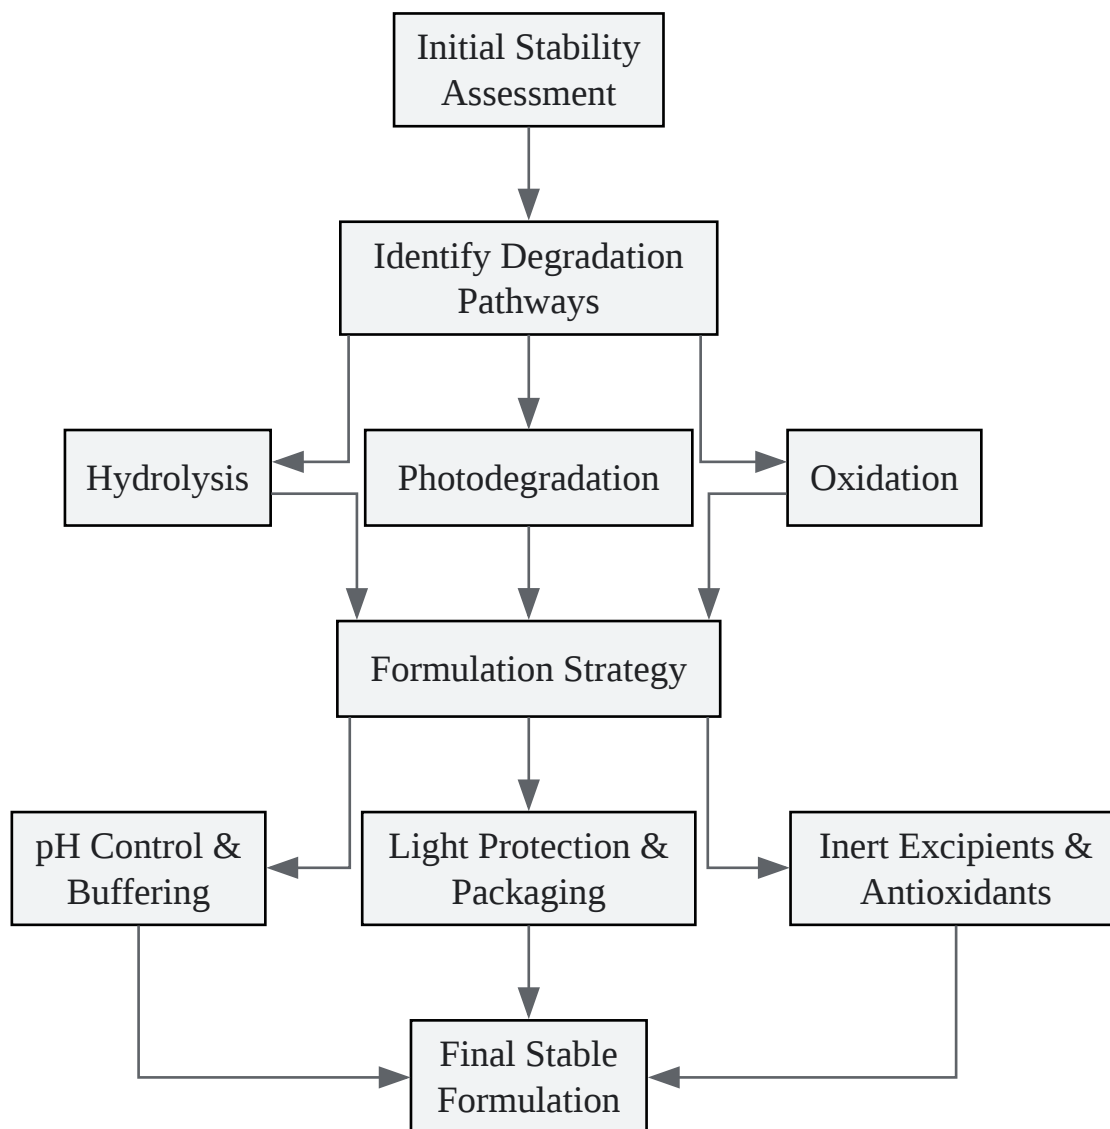 Initial Stability
Assessment
Identify Degradation
Pathways
Hydrolysis
Photodegradation
Oxidation
Formulation Strategy
pH Control &
Buffering
Light Protection &
Packaging
Inert Excipients &
Antioxidants
Final Stable
Formulation